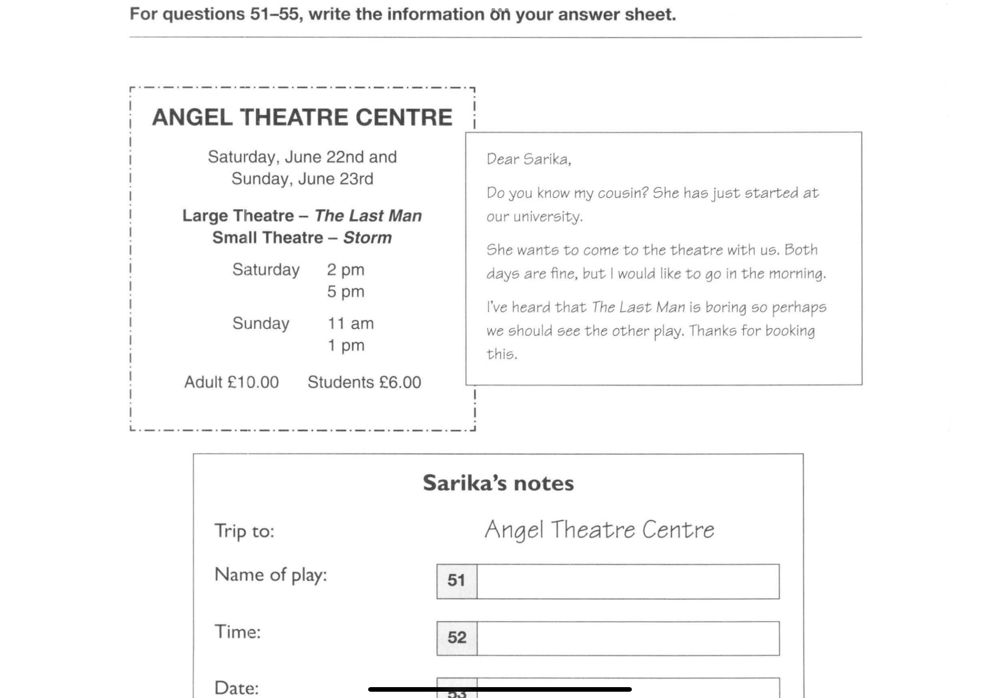 For questions 51–55, write the information on your answer sheet.
ANGEL THEATRE CENTRE
Saturday, June 22nd and
Sunday, June 23rd
Large Theatre – The Last Man
Small Theatre – Storm
Saturday 2 pm
5 pm
Sunday 11 am
1 pm
Adult £10.00 Students £6.00
Dear Sarika,
Do you know my cousin? She has just started at
our university.
She wants to come to the theatre with us. Both
days are fine, but I would like to go in the morning.
I've heard that The Last Man is boring so perhaps
we should see the other play. Thanks for booking
this.
Sarika's notes
Trip to: Angel Theatre Centre
Name of play: 51
Time: 52
Date: 53